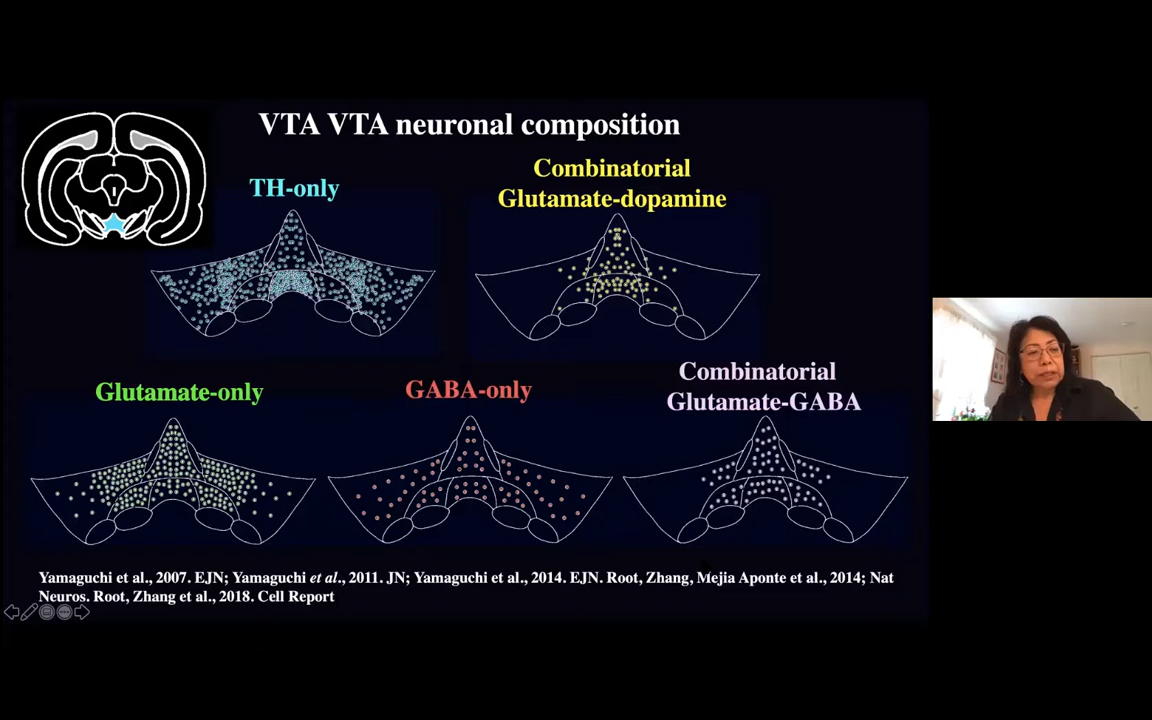 VTA VTA neuronal composition
TH-only
Combinatorial
Glutamate-dopamine
Glutamate-only
GABA-only
Combinatorial
Glutamate-GABA
Yamaguchi et al., 2007. EJN; Yamaguchi et al., 2011. JN; Yamaguchi et al., 2014. EJN. Root, Zhang, Mejia Aponte et al., 2014; Nat
Neuros. Root, Zhang et al., 2018. Cell Report